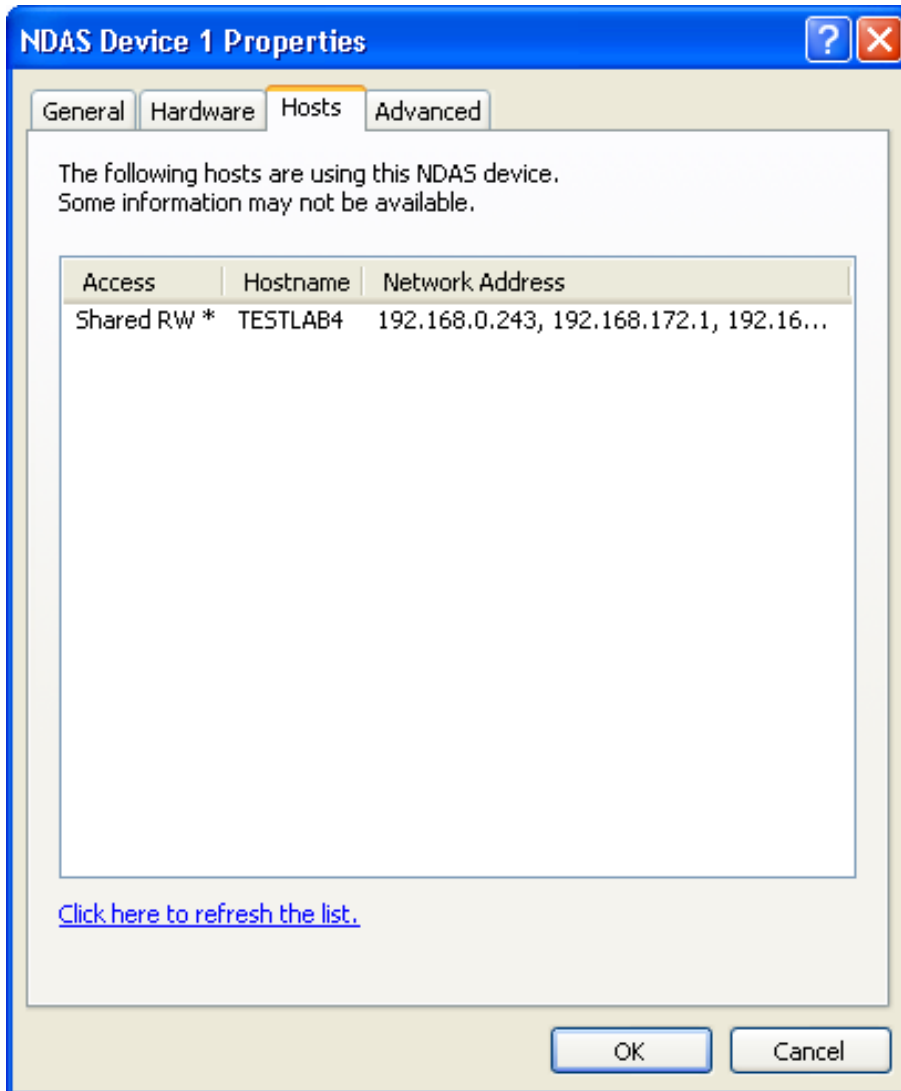 NDAS Device 1 Properties
General Hardware Hosts Advanced
The following hosts are using this NDAS device.
Some information may not be available.
Access Hostname Network Address
Shared RW * TESTLAB4 192.168.0.243, 192.168.172.1, 192.16...
Click here to refresh the list.
OK Cancel